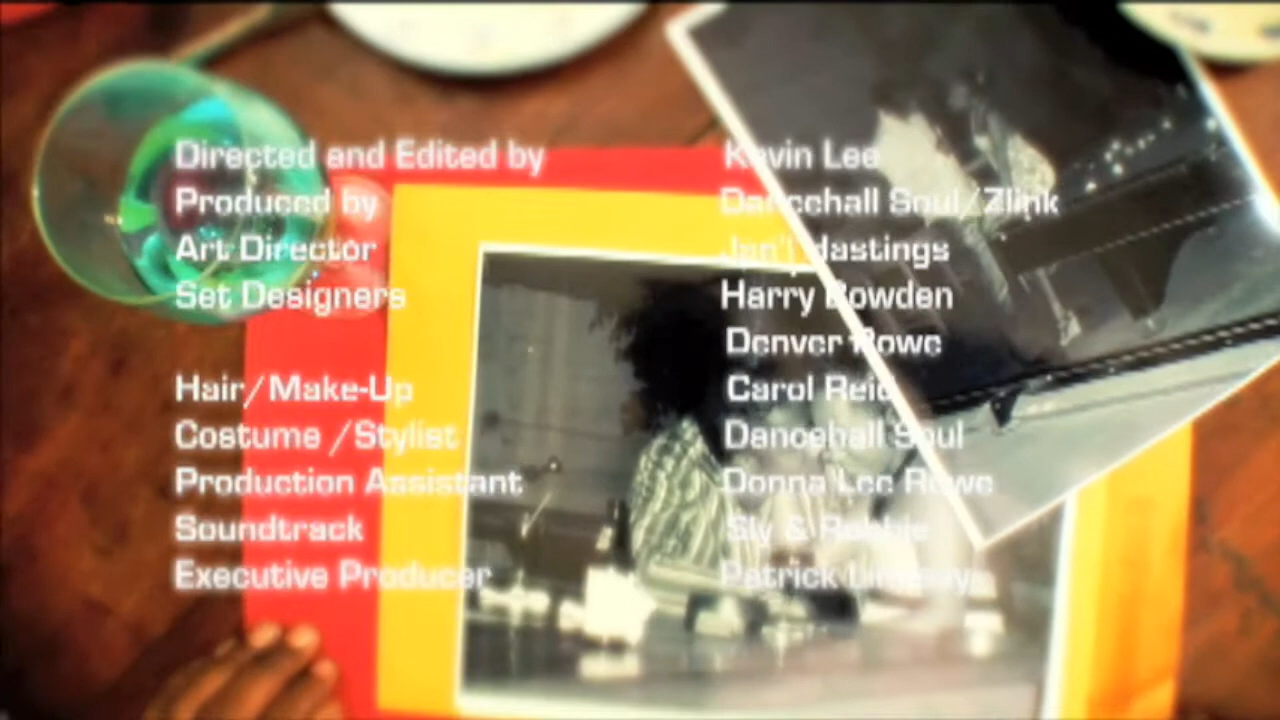 Directed and Edited by Kevin Lee
Produced by Dancehall Soul/Zlink
Art Director Hastings
Set Designers Harry Bowden
Denver Rowe
Hair/Make-Up Carol Reid
Costume /Stylist Dancehall Soul
Production Assistant Donna Lee Rowe
Soundtrack Sly & Robbie
Executive Producer Patrick